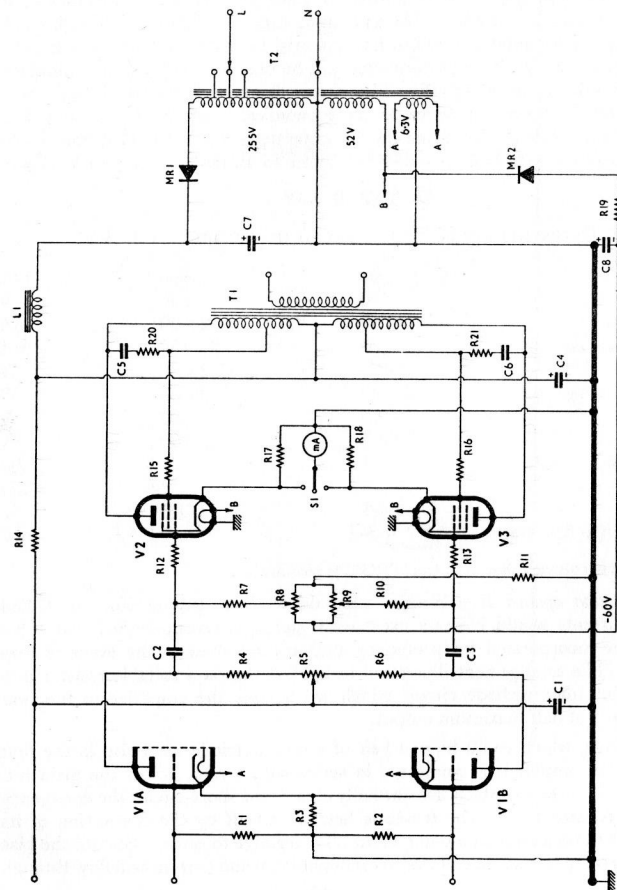 L
N
T2
255V
52V
6·3V
A
A
B
MR1
MR2
C7
R19
C8
L1
T1
R20
C5
R21
C6
C4
R15
R17
mA
R18
S1
R16
R14
V2
B
B
V3
R12
R13
R7
R8
R9
R10
R11
–60V
C2
R4
R5
R6
C3
C1
V1A
A
A
V1B
R1
R3
R2